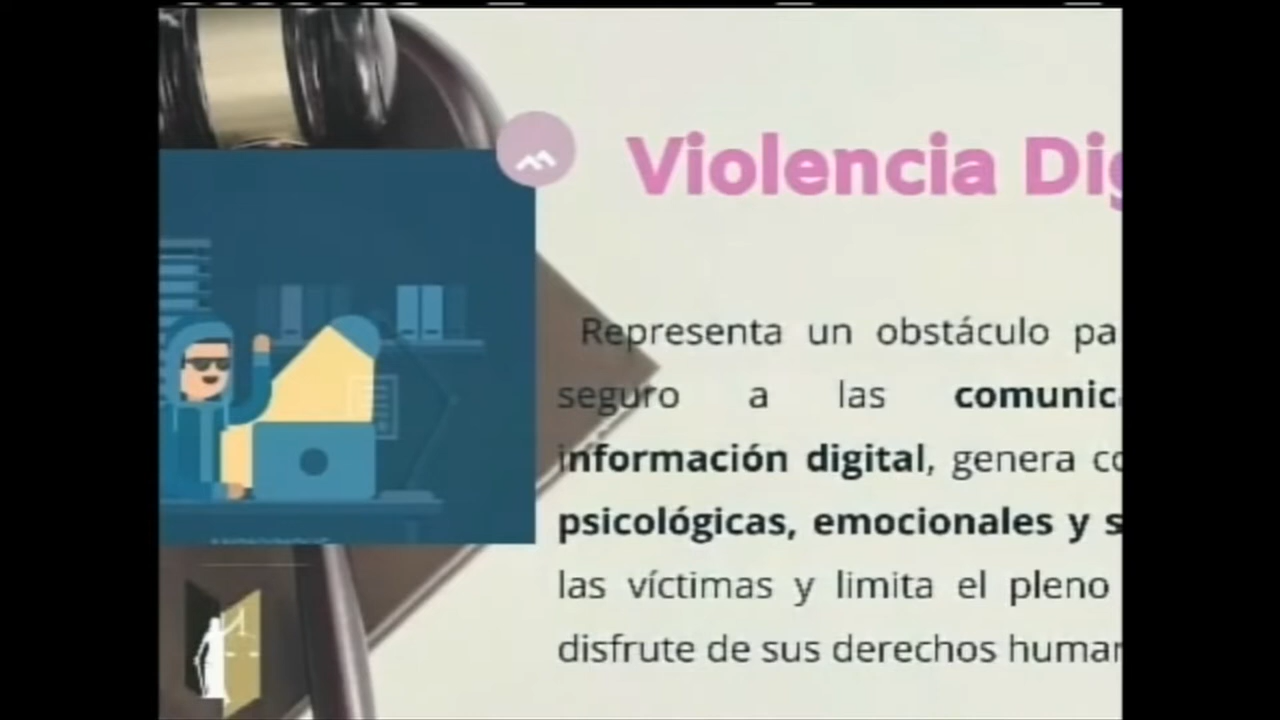 Violencia Dig
Representa un obstáculo pa
seguro a las comunic
información digital, genera co
psicológicas, emocionales y s
las víctimas y limita el pleno
disfrute de sus derechos human